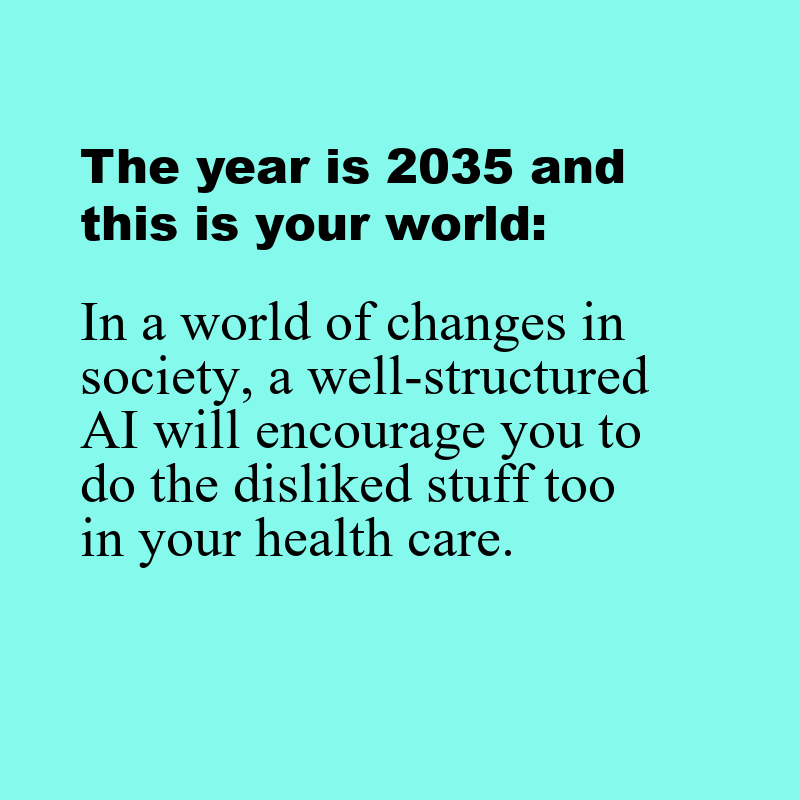 The year is 2035 and
this is your world:
In a world of changes in
society, a well-structured
AI will encourage you to
do the disliked stuff too
in your health care.